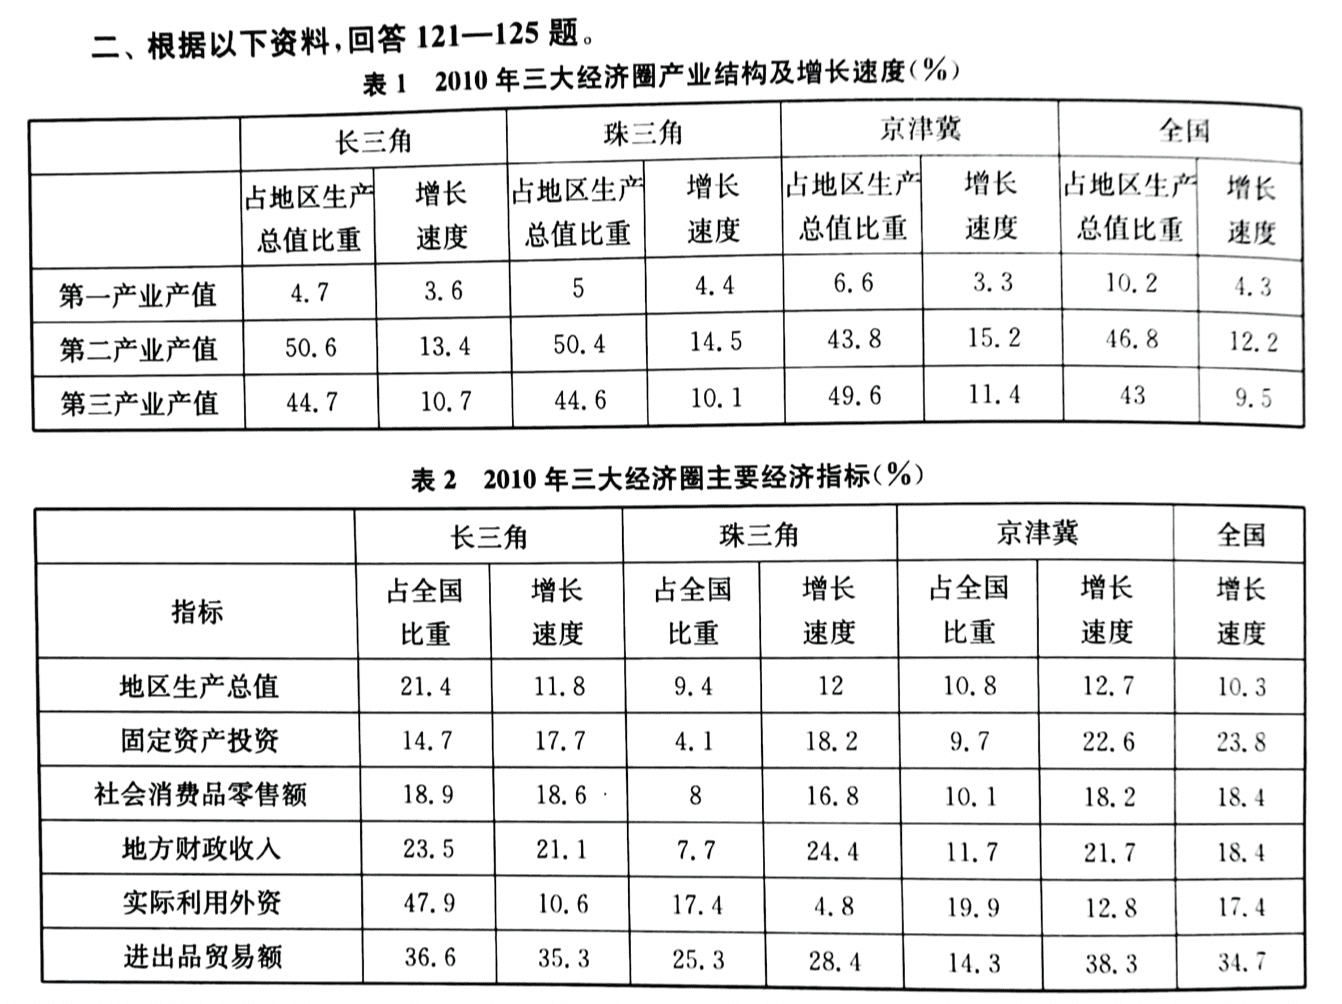 二、根据以下资料,回答 121—125 题。
表 1 2010 年三大经济圈产业结构及增长速度(%)
长三角 珠三角 京津冀 全国
占地区生产 增长 占地区生产 增长 占地区生产 增长 占地区生产 增长
总值比重 速度 总值比重 速度 总值比重 速度 总值比重 速度
第一产业产值 4.7 3.6 5 4.4 6.6 3.3 10.2 4.3
第二产业产值 50.6 13.4 50.4 14.5 43.8 15.2 46.8 12.2
第三产业产值 44.7 10.7 44.6 10.1 49.6 11.4 43 9.5
表 2 2010 年三大经济圈主要经济指标(%)
长三角 珠三角 京津冀 全国
指标 占全国 增长 占全国 增长 占全国 增长 增长
比重 速度 比重 速度 比重 速度 速度
地区生产总值 21.4 11.8 9.4 12 10.8 12.7 10.3
固定资产投资 14.7 17.7 4.1 18.2 9.7 22.6 23.8
社会消费品零售额 18.9 18.6 8 16.8 10.1 18.2 18.4
地方财政收入 23.5 21.1 7.7 24.4 11.7 21.7 18.4
实际利用外资 47.9 10.6 17.4 4.8 19.9 12.8 17.4
进出品贸易额 36.6 35.3 25.3 28.4 14.3 38.3 34.7